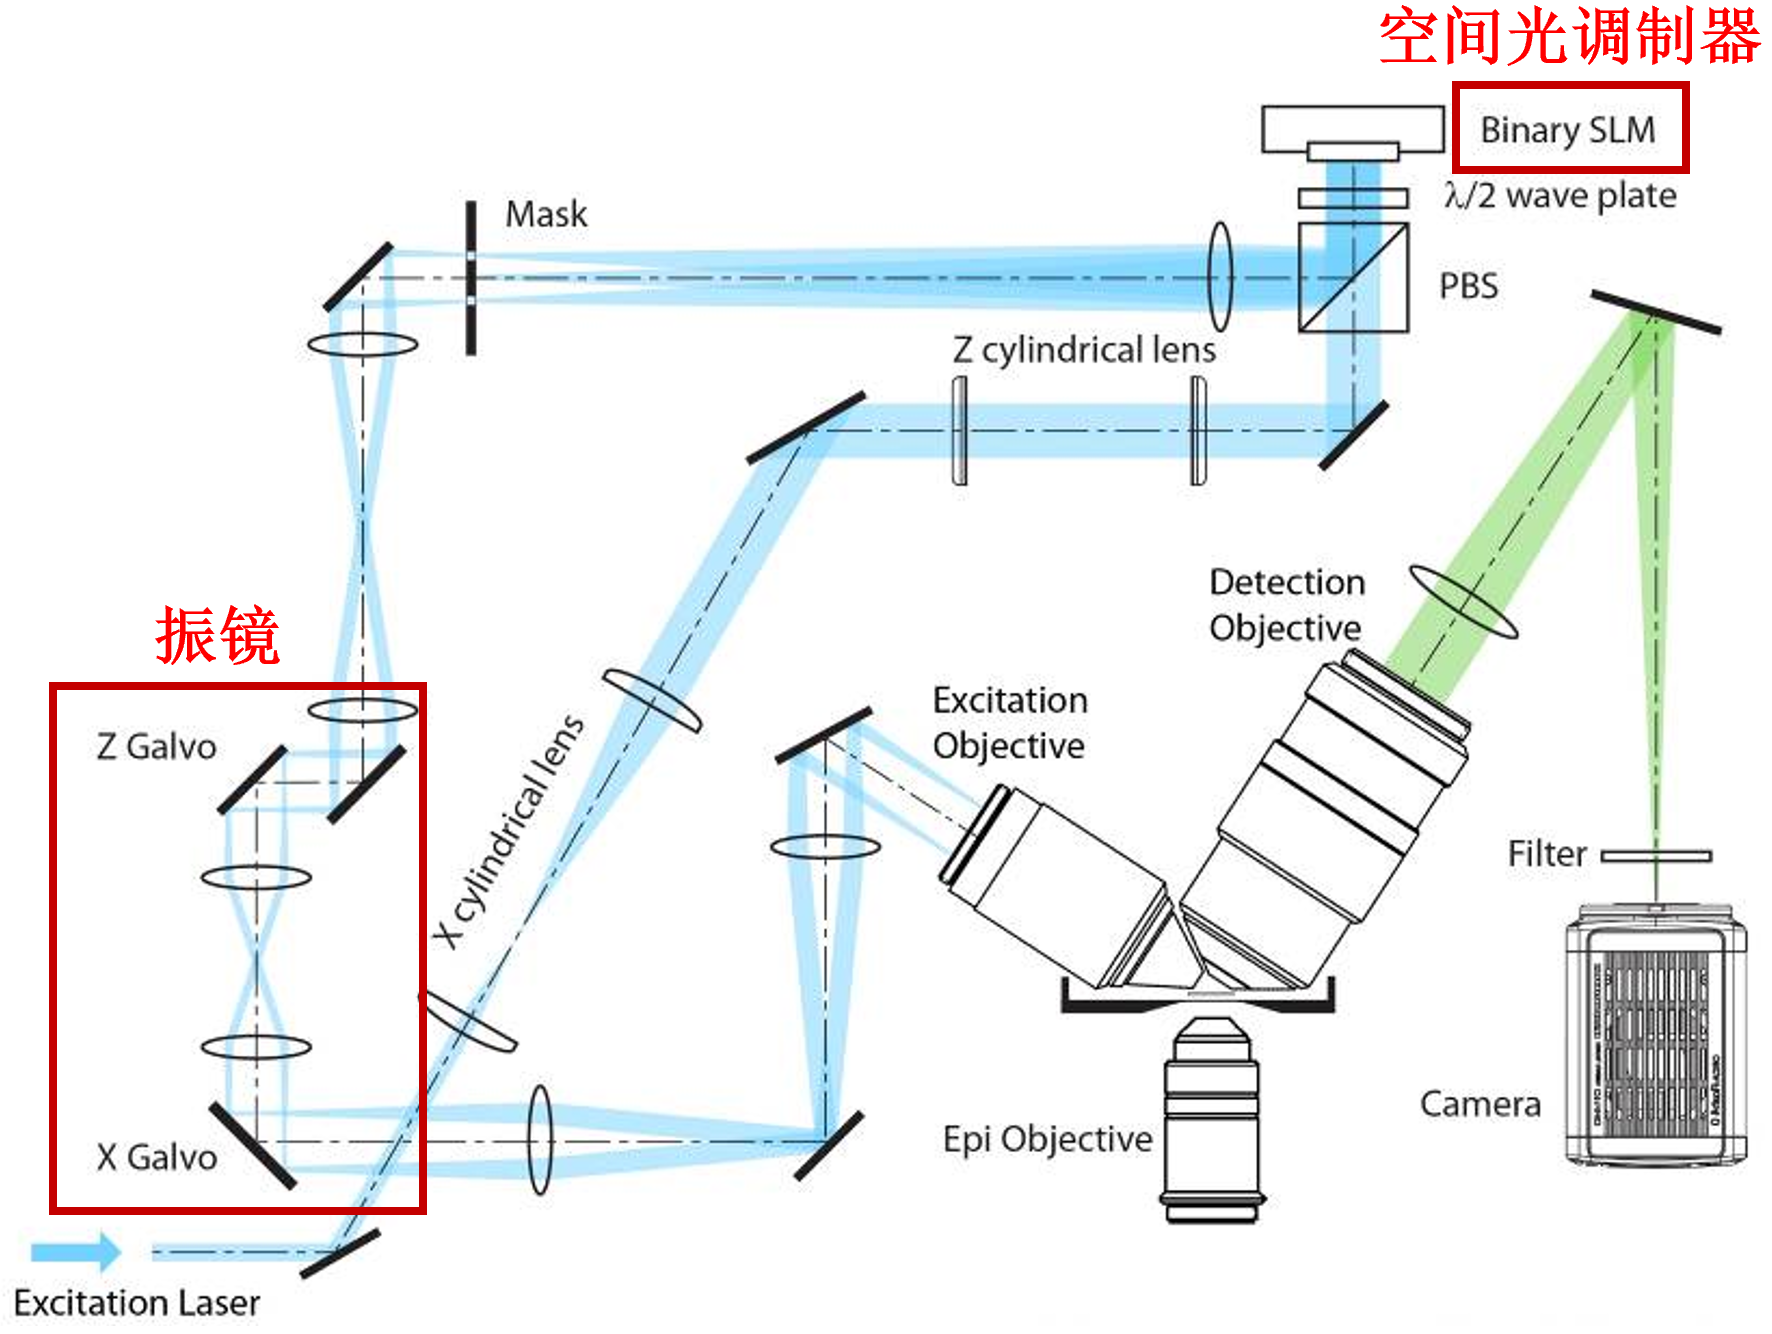 空间光调制器
Binary SLM
λ/2 wave plate
Mask
PBS
Z cylindrical lens
Detection
Objective
振镜
Excitation
Objective
Z Galvo
X cylindrical lens
Filter
Camera
Epi Objective
X Galvo
Excitation Laser